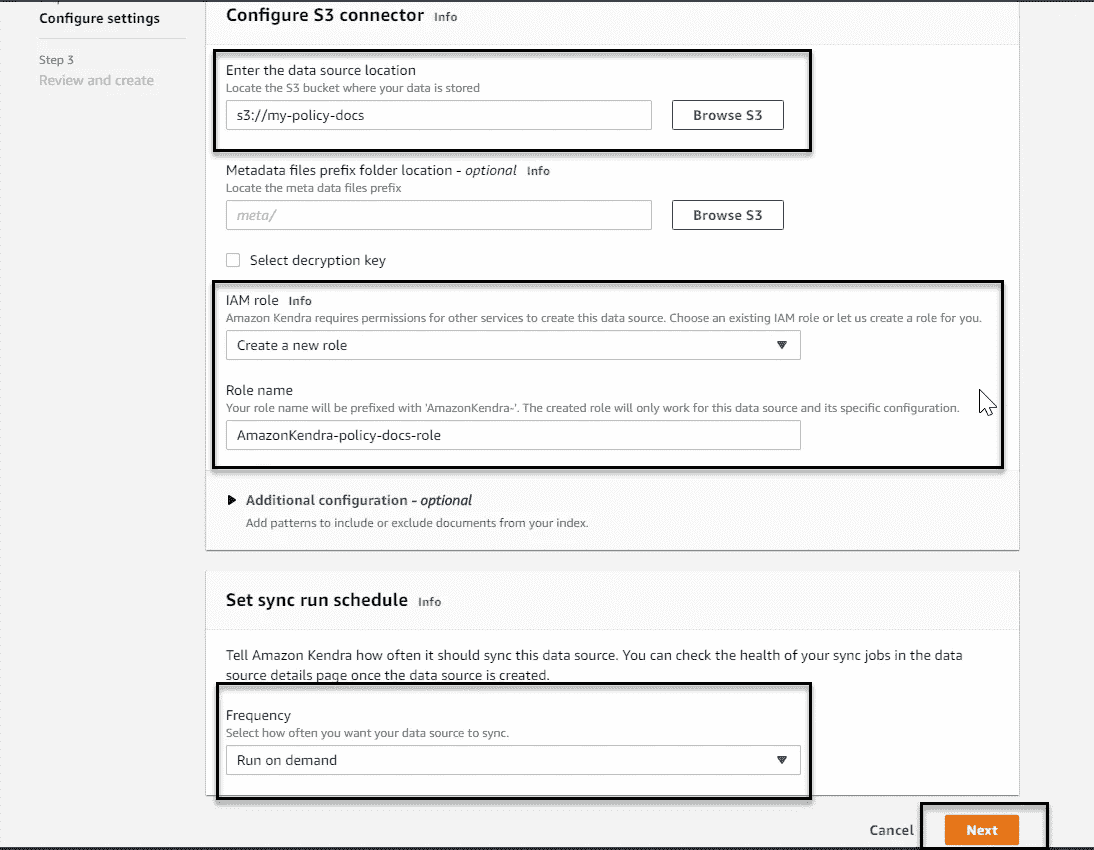 Configure settings
Step 3
Review and create
Configure S3 connector Info
Enter the data source location
Locate the S3 bucket where your data is stored
s3://my-policy-docs
Browse S3
Metadata files prefix folder location - optional Info
Locate the meta data files prefix
meta/
Browse S3
Select decryption key
IAM role Info
Amazon Kendra requires permissions for other services to create this data source. Choose an existing IAM role or let us create a role for you.
Create a new role
Role name
Your role name will be prefixed with 'AmazonKendra-'. The created role will only work for this data source and its specific configuration.
AmazonKendra-policy-docs-role
Additional configuration - optional
Add patterns to include or exclude documents from your index.
Set sync run schedule Info
Tell Amazon Kendra how often it should sync this data source. You can check the health of your sync jobs in the data
source details page once the data source is created.
Frequency
Select how often you want your data source to sync.
Run on demand
Cancel
Next